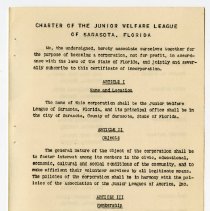 CHARTER OF THE JUNIOR WELFARE LEAGUE
OF SARASOTA, FLORIDA
We, the undersigned, hereby associate ourselves together for
the purpose of becoming a corporation, not for profit, in accord-
ance with the laws of the State of Florida, and jointly and sever-
ally subscribe to this certificate of incorporation.
ARTICLE I
Name and Location
The name of this corporation shall be the Junior Welfare
League of Sarasota, Florida, and its principal office shall be in
the City of Sarasota, County of Sarasota, State of Florida.
ARTICLE II
Objects
The general nature of the object of the corporation shall be
to foster interest among its members in the civic, educational,
economic, cultural and social conditions of the community, and to
make efficient their volunteer services by all legitimate means.
The policies of the corporation shall be in harmony with the po-
licies of the Association of the Junior Leagues of America, Inc.
ARTICLE III
Membership